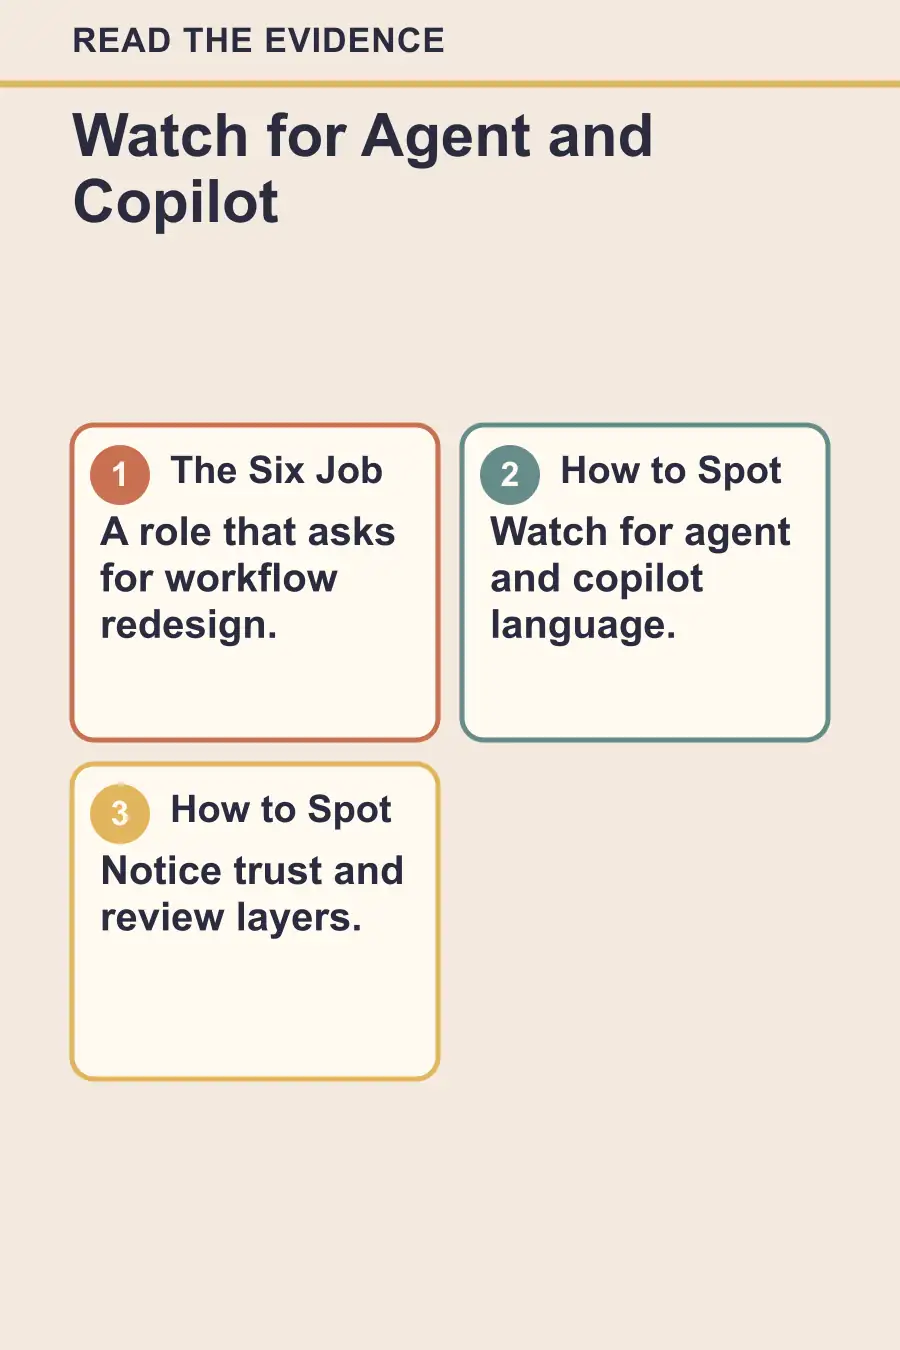 READ THE EVIDENCE
Watch for Agent and
Copilot
1 The Six Job
A role that asks
for workflow
redesign.
2 How to Spot
Watch for agent
and copilot
language.
3 How to Spot
Notice trust and
review layers.